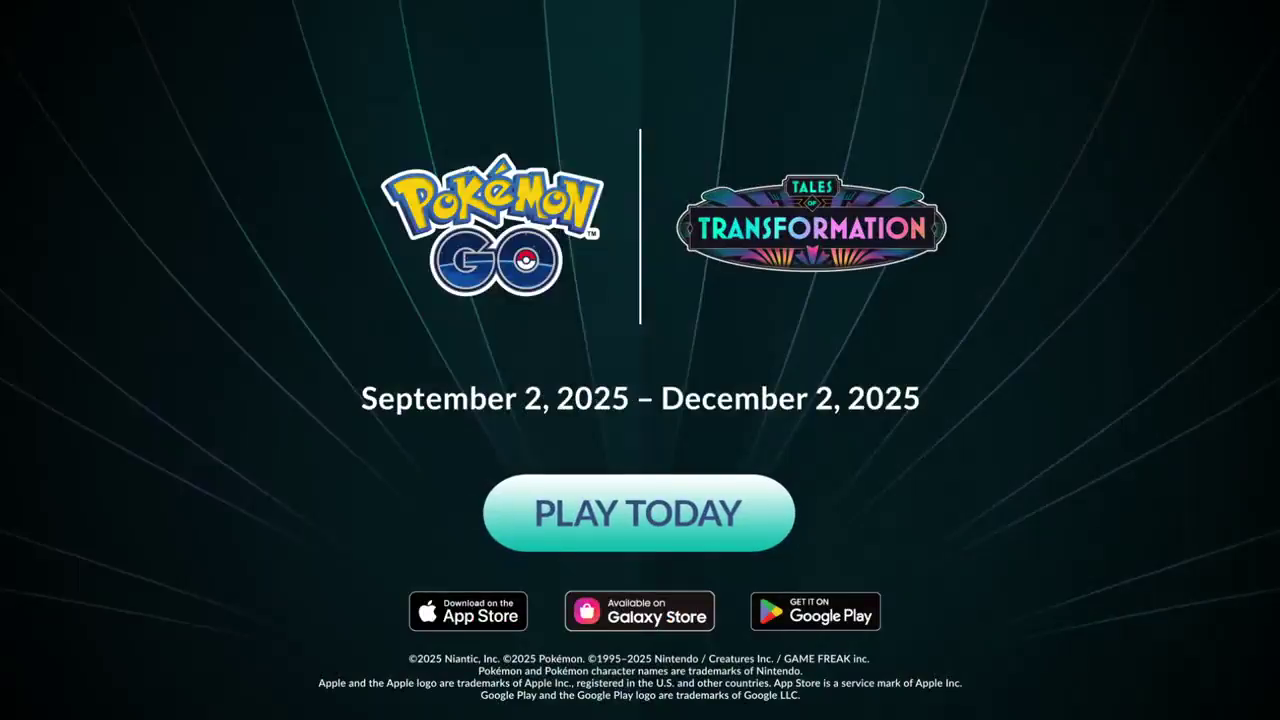 POKéMON
GO
TM
TALES
OF
TRANSFORMATION
September 2, 2025 – December 2, 2025
PLAY TODAY
Download on the
App Store
Available on
Galaxy Store
GET IT ON
Google Play
©2025 Niantic, Inc. ©2025 Pokémon. ©1995–2025 Nintendo / Creatures Inc. / GAME FREAK inc.
Pokémon and Pokémon character names are trademarks of Nintendo.
Apple and the Apple logo are trademarks of Apple Inc., registered in the U.S. and other countries. App Store is a service mark of Apple Inc.
Google Play and the Google Play logo are trademarks of Google LLC.